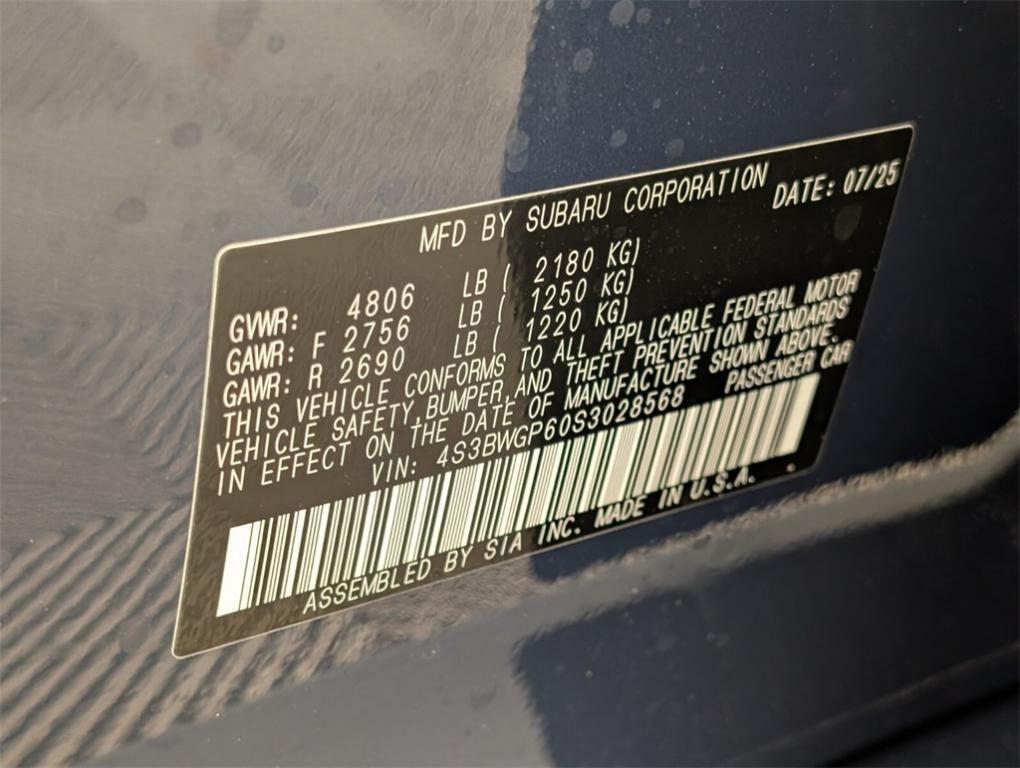 MFD BY SUBARU CORPORATION DATE: 07/25
GVWR: 4806 LB ( 2180 KG)
GAWR: F 2756 LB ( 1250 KG)
GAWR: R 2690 LB ( 1220 KG)
THIS VEHICLE CONFORMS TO ALL APPLICABLE FEDERAL MOTOR
VEHICLE SAFETY, BUMPER, AND THEFT PREVENTION STANDARDS
IN EFFECT ON THE DATE OF MANUFACTURE SHOWN ABOVE.
VIN: 4S3BWGP60S3028568 PASSENGER CAR
ASSEMBLED BY SIA INC. MADE IN U.S.A.